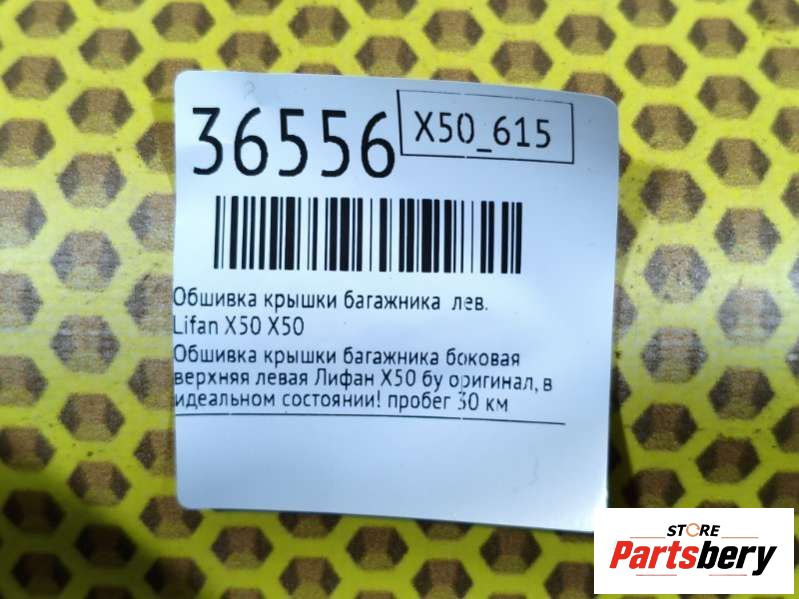 36556
X50_615
Обшивка крышки багажника лев.
Lifan X50 X50
Обшивка крышки багажника боковая
верхняя левая Лифан X50 бу оригинал, в
идеальном состоянии! пробег 30 км
STORE
Partsbery